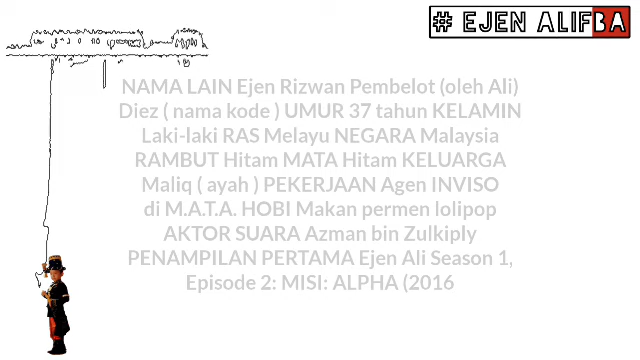 # EJEN ALIFBA
NAMA LAIN Ejen Rizwan Pembelot (oleh Ali)
Diez ( nama kode ) UMUR 37 tahun KELAMIN
Laki-laki RAS Melayu NEGARA Malaysia
RAMBUT Hitam MATA Hitam KELUARGA
Maliq ( ayah ) PEKERJAAN Agen INVISO
di M.A.T.A. HOBI Makan permen lolipop
AKTOR SUARA Azman bin Zulkiply
PENAMPILAN PERTAMA Ejen Ali Season 1,
Episode 2: MISI: ALPHA (2016